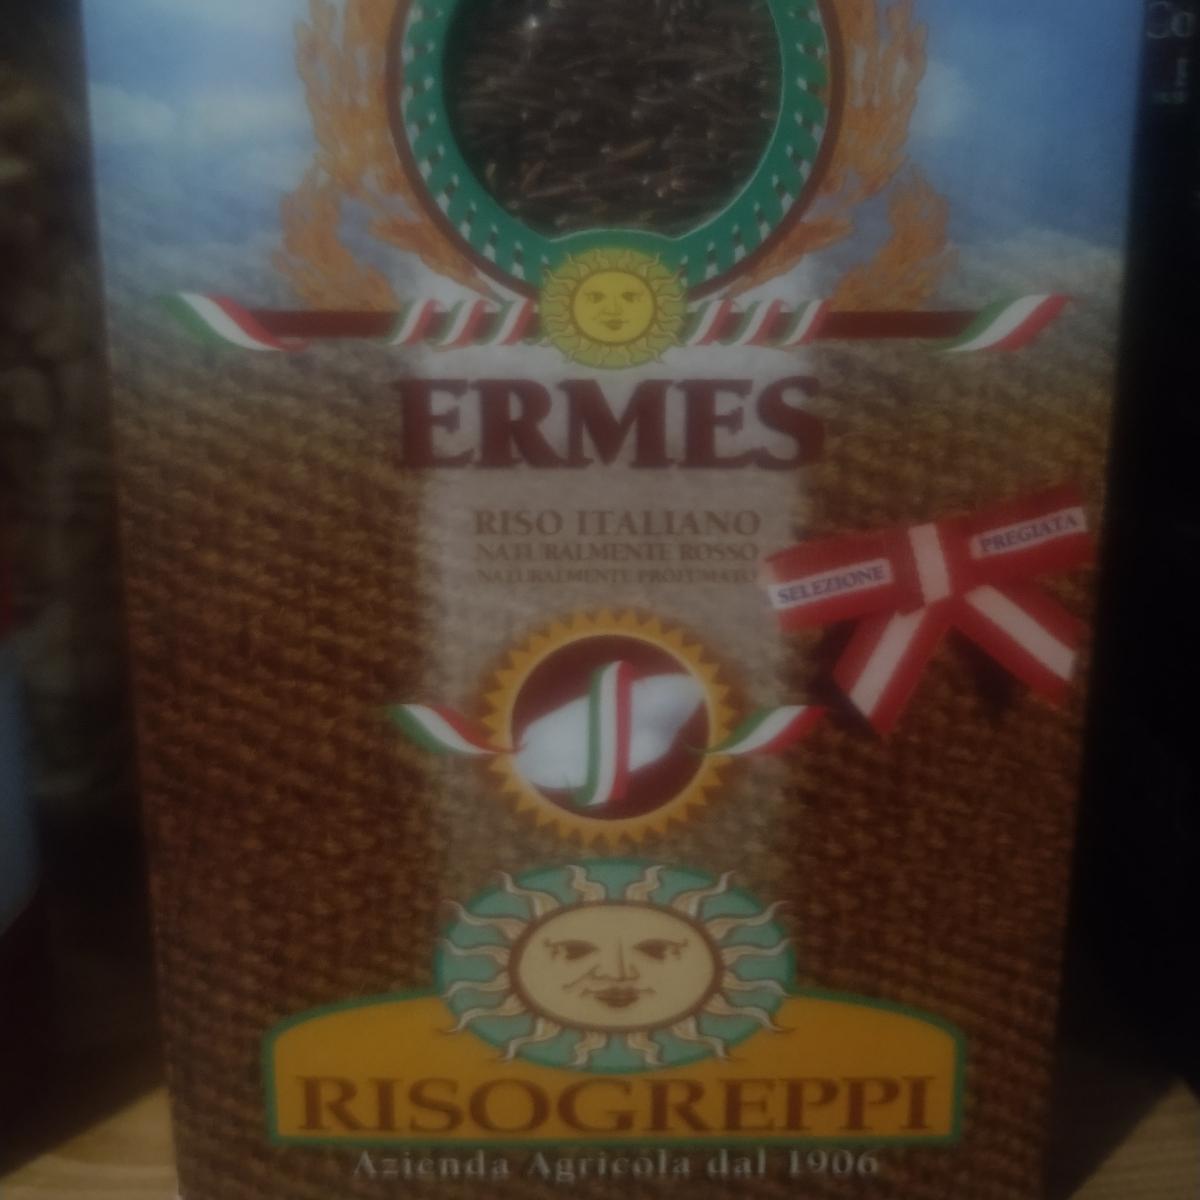 ERMES
RISO ITALIANO
NATURALMENTE ROSSO
NATURALMENTE PROFUMATO
SELEZIONE
PREGIATA
RISOGREPPI
Azienda Agricola dal 1906